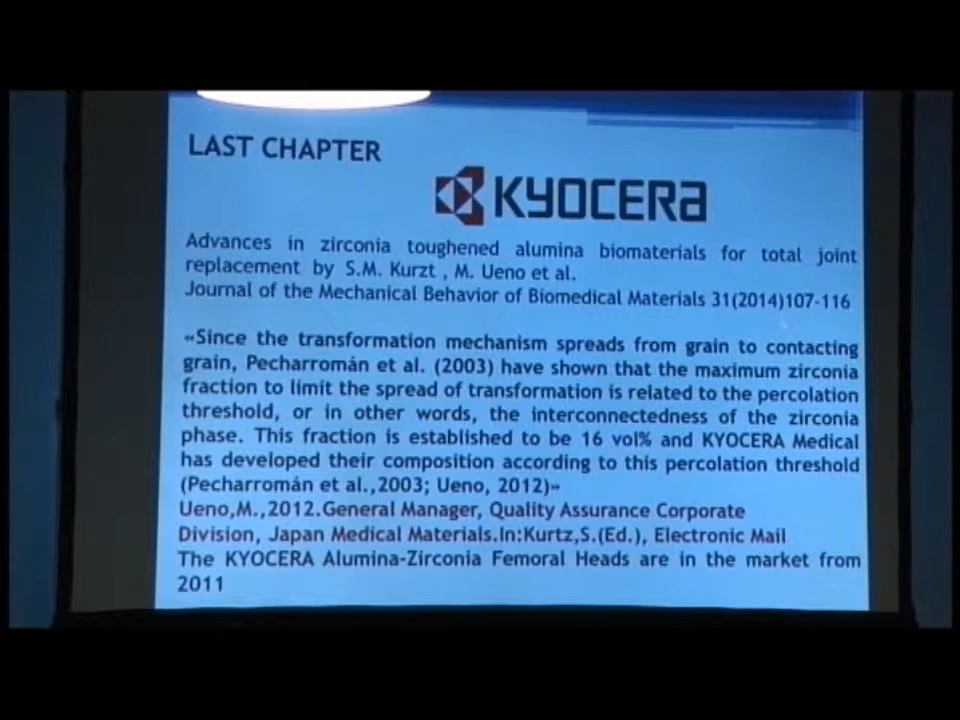 LAST CHAPTER
KYOCERA
Advances in zirconia toughened alumina biomaterials for total joint
replacement by S.M. Kurzt , M. Ueno et al.
Journal of the Mechanical Behavior of Biomedical Materials 31(2014)107-116
«Since the transformation mechanism spreads from grain to contacting
grain, Pecharromán et al. (2003) have shown that the maximum zirconia
fraction to limit the spread of transformation is related to the percolation
threshold, or in other words, the interconnectedness of the zirconia
phase. This fraction is established to be 16 vol% and KYOCERA Medical
has developed their composition according to this percolation threshold
(Pecharromán et al.,2003; Ueno, 2012)»
Ueno,M.,2012.General Manager, Quality Assurance Corporate
Division, Japan Medical Materials.In:Kurtz,S.(Ed.), Electronic Mail
The KYOCERA Alumina-Zirconia Femoral Heads are in the market from
2011